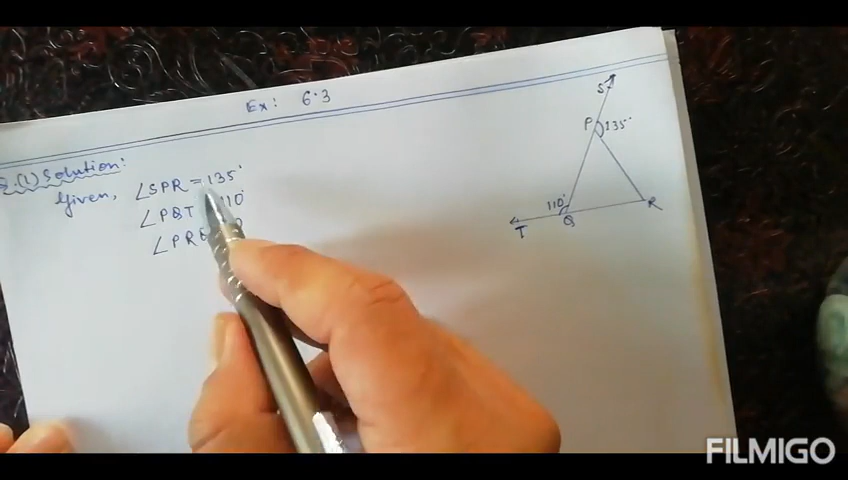 Ex: 6.3
Q.(1) Solution:
Given, ∠SPR = 135°
∠PQT 110°
∠PR
S
P 135°
110°
T Q R
FILMIGO